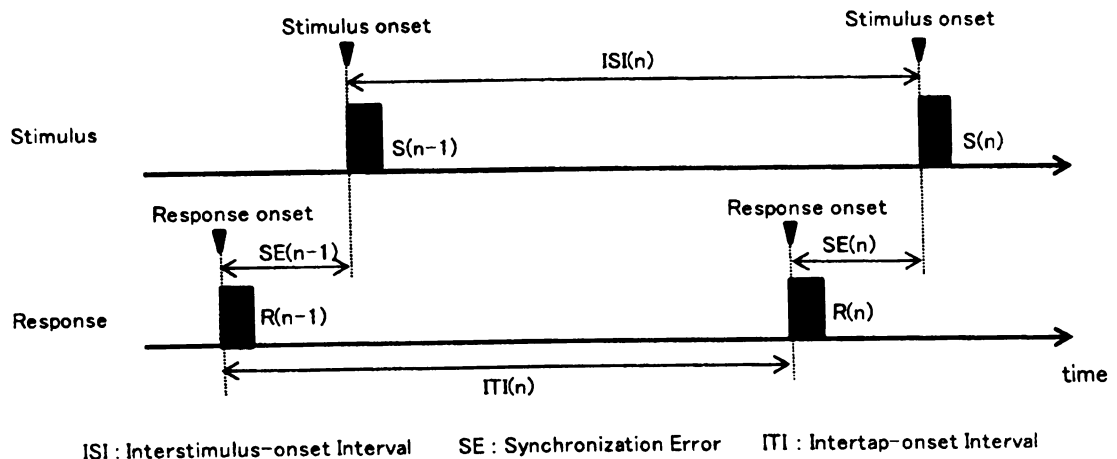 Stimulus onset
Stimulus onset
ISI(n)
Stimulus
S(n-1)
S(n)
Response onset
Response onset
SE(n-1)
SE(n)
Response
R(n-1)
R(n)
ITI(n)
time
ISI : Interstimulus-onset Interval SE : Synchronization Error ITI : Intertap-onset Interval